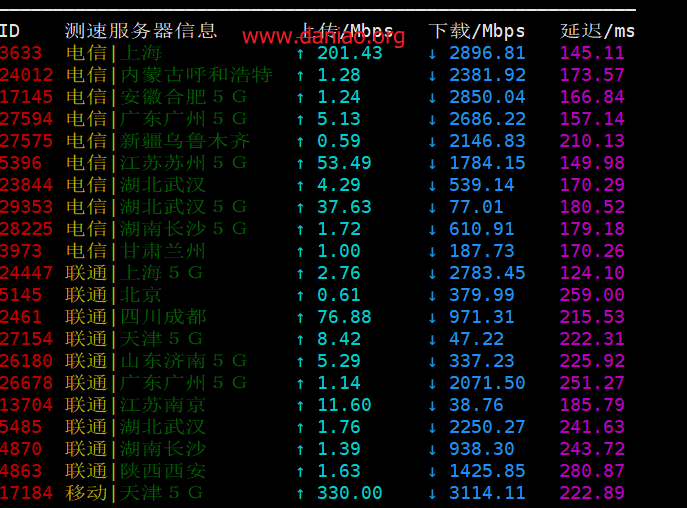 ID 测速服务器信息 上传/Mbps 下载/Mbps 延迟/ms
www.daniao.org
3633 电信|上海 ↑ 201.43 ↓ 2896.81 145.11
24012 电信|内蒙古呼和浩特 ↑ 1.28 ↓ 2381.92 173.57
17145 电信|安徽合肥５Ｇ ↑ 1.24 ↓ 2850.04 166.84
27594 电信|广东广州５Ｇ ↑ 5.13 ↓ 2686.22 157.14
27575 电信|新疆乌鲁木齐 ↑ 0.59 ↓ 2146.83 210.13
5396 电信|江苏苏州５Ｇ ↑ 53.49 ↓ 1784.15 149.98
23844 电信|湖北武汉 ↑ 4.29 ↓ 539.14 170.29
29353 电信|湖北武汉５Ｇ ↑ 37.63 ↓ 77.01 180.52
28225 电信|湖南长沙５Ｇ ↑ 1.72 ↓ 610.91 179.18
3973 电信|甘肃兰州 ↑ 1.00 ↓ 187.73 170.26
24447 联通|上海５Ｇ ↑ 2.76 ↓ 2783.45 124.10
5145 联通|北京 ↑ 0.61 ↓ 379.99 259.00
2461 联通|四川成都 ↑ 76.88 ↓ 971.31 215.53
27154 联通|天津５Ｇ ↑ 8.42 ↓ 47.22 222.31
26180 联通|山东济南５Ｇ ↑ 5.29 ↓ 337.23 225.92
26678 联通|广东广州５Ｇ ↑ 1.14 ↓ 2071.50 251.27
13704 联通|江苏南京 ↑ 11.60 ↓ 38.76 185.79
5485 联通|湖北武汉 ↑ 1.76 ↓ 2250.27 241.63
4870 联通|湖南长沙 ↑ 1.39 ↓ 938.30 243.72
4863 联通|陕西西安 ↑ 1.63 ↓ 1425.85 280.87
17184 移动|天津５Ｇ ↑ 330.00 ↓ 3114.11 222.89